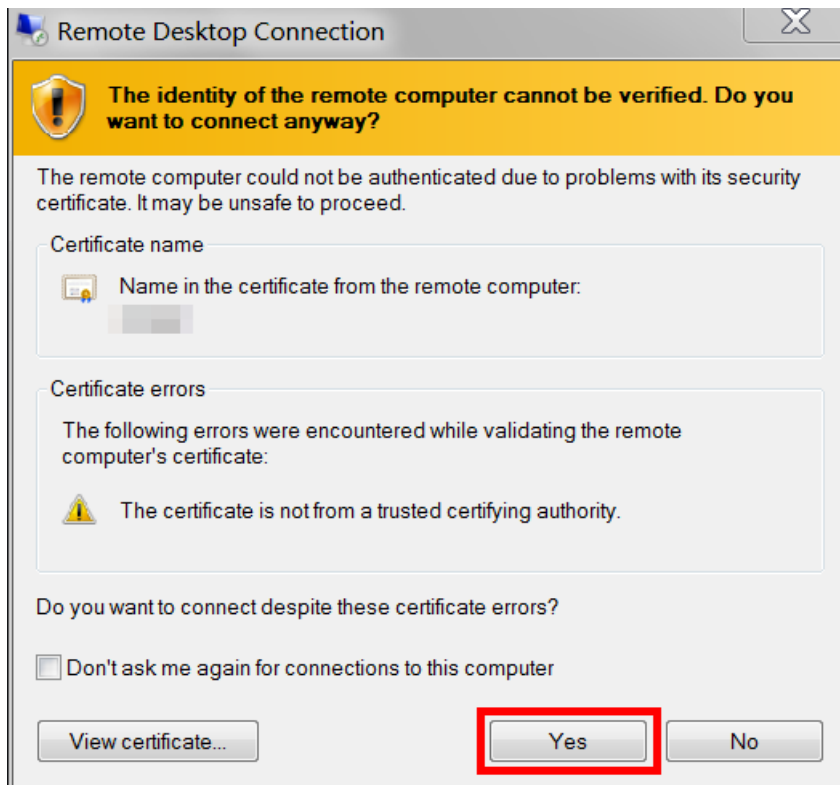 Remote Desktop Connection
The identity of the remote computer cannot be verified. Do you
want to connect anyway?
The remote computer could not be authenticated due to problems with its security
certificate. It may be unsafe to proceed.
Certificate name
Name in the certificate from the remote computer:
Certificate errors
The following errors were encountered while validating the remote
computer's certificate:
The certificate is not from a trusted certifying authority.
Do you want to connect despite these certificate errors?
Don't ask me again for connections to this computer
View certificate... Yes No